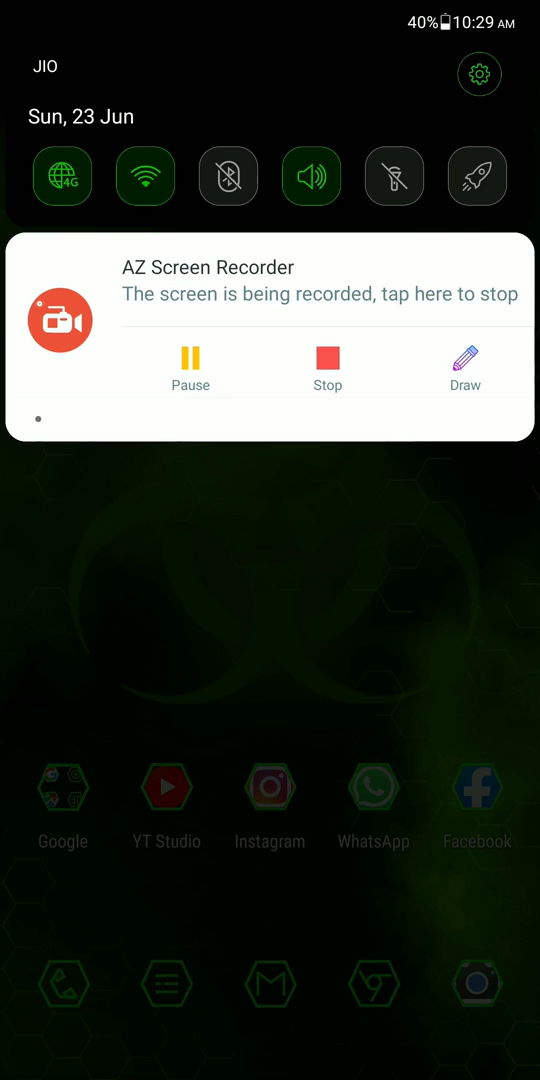 40% 10:29 AM
JIO
Sun, 23 Jun
4G
AZ Screen Recorder
The screen is being recorded, tap here to stop
Pause Stop Draw
Google YT Studio Instagram WhatsApp Facebook